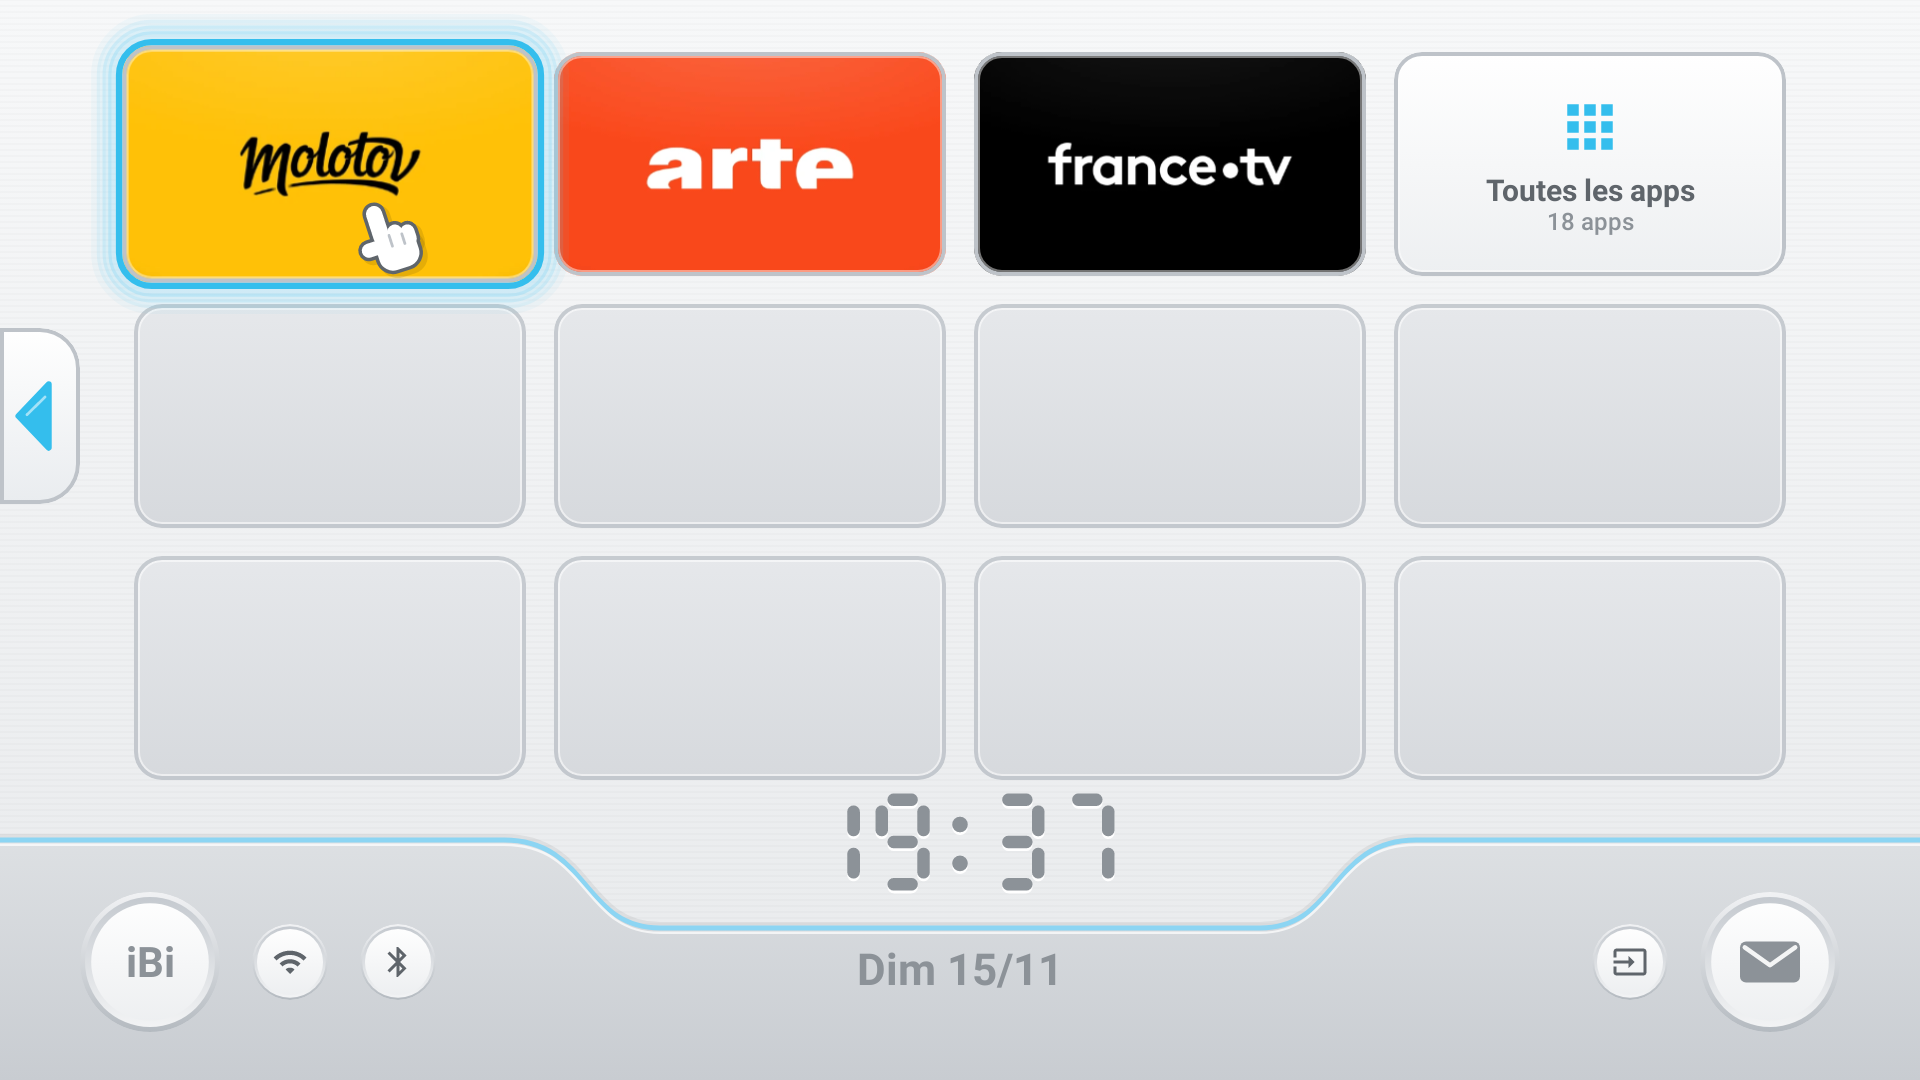 molotov
arte
france•tv
Toutes les apps
18 apps
19:37
iBi
Dim 15/11